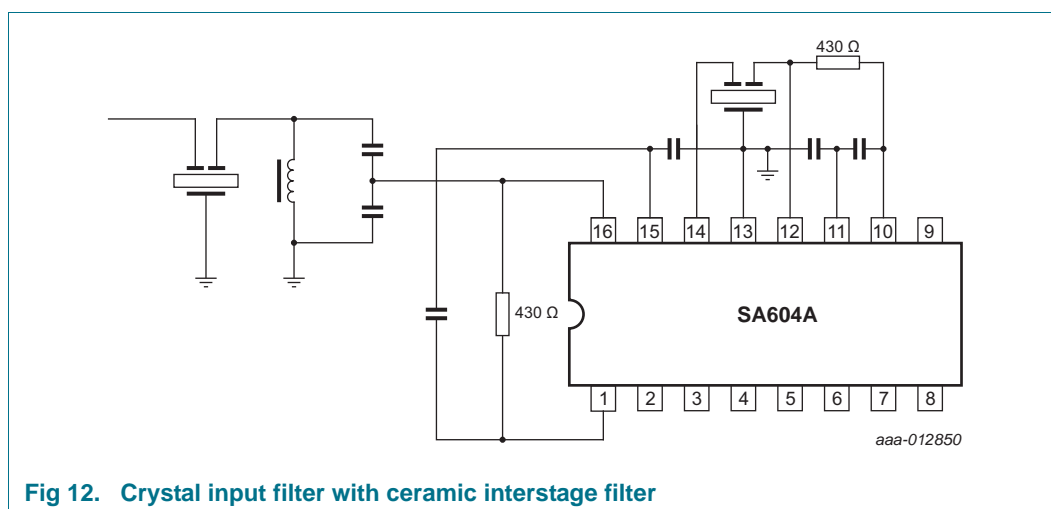 430 Ω
16 15 14 13 12 11 10 9
430 Ω
SA604A
1 2 3 4 5 6 7 8
aaa-012850
Fig 12. Crystal input filter with ceramic interstage filter